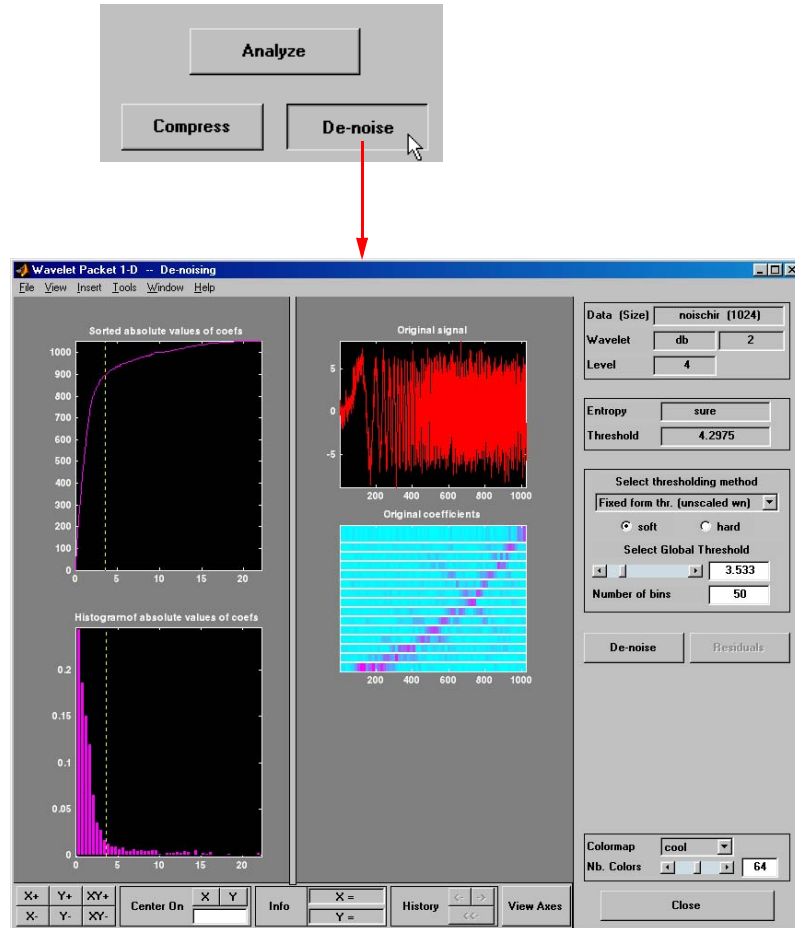 Analyze
Compress
De-noise
Wavelet Packet 1-D -- De-noising
File View Insert Tools Window Help
Sorted absolute values of coefs
1000
900
800
700
600
500
400
300
200
100
0
0 5 10 15 20
Histogramof absolute values of coefs
0.2
0.15
0.1
0.05
0
0 5 10 15 20
Original signal
5
0
-5
200 400 600 800 1000
Original coefficients
200 400 600 800 1000
Data (Size) noischir (1024)
Wavelet db 2
Level 4
Entropy sure
Threshold 4.2975
Select thresholding method
Fixed form thr. (unscaled wn)
soft hard
Select Global Threshold
3.533
Number of bins 50
De-noise Residuals
Colormap cool
Nb. Colors 64
Close
X+ Y+ XY+
X- Y- XY-
Center On X Y
Info X =
Y =
History <- ->
<<-
View Axes